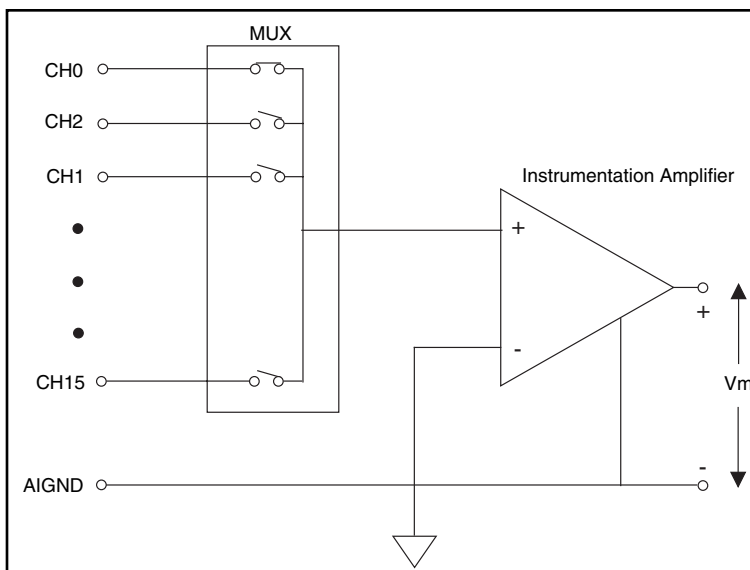 MUX
CH0
CH2
CH1
Instrumentation Amplifier
+
+
-
CH15
Vm
AIGND
-